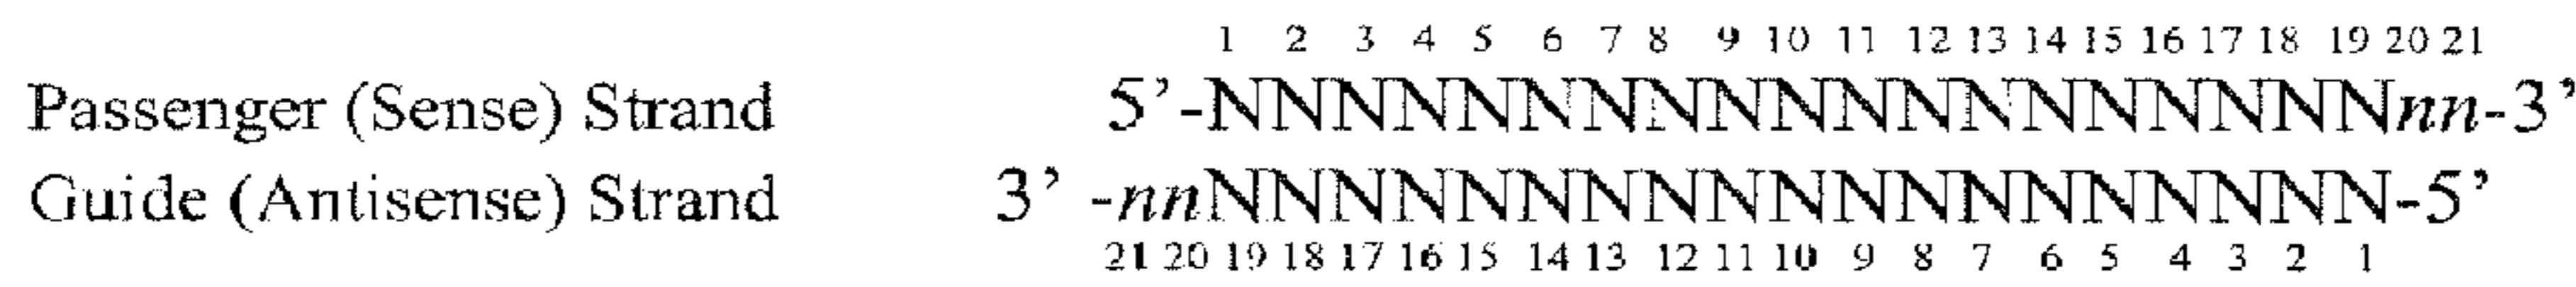 1 2 3 4 5 6 7 8 9 10 11 12 13 14 15 16 17 18 19 20 21
Passenger (Sense) Strand 5’-NNNNNNNNNNNNNNNNNNNnn-3’
Guide (Antisense) Strand 3’ -nnNNNNNNNNNNNNNNNNNNN-5’
21 20 19 18 17 16 15 14 13 12 11 10 9 8 7 6 5 4 3 2 1